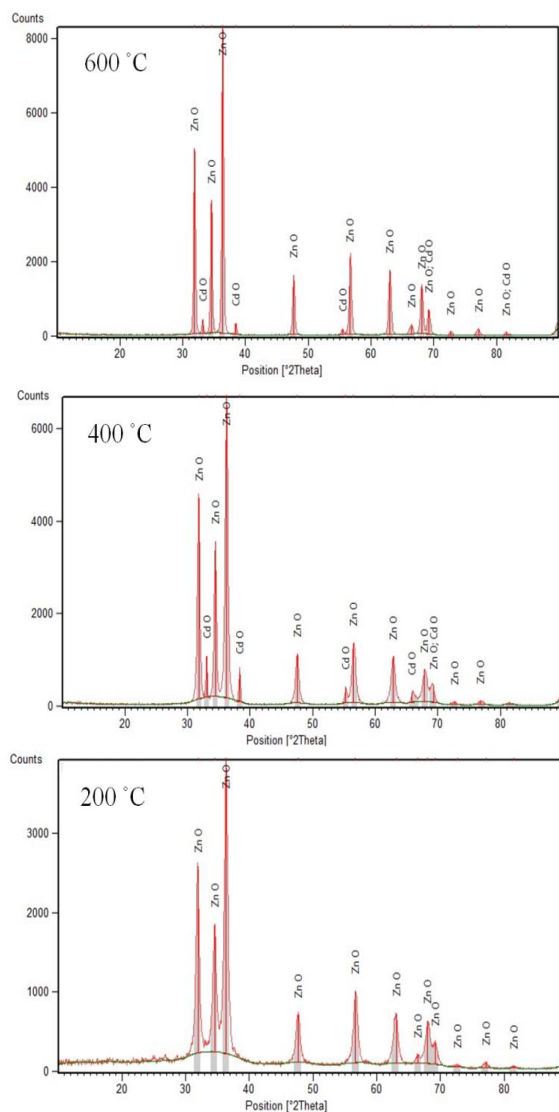 Counts
8000
6000
4000
2000
0
600 °C
Zn O
Cd O
Zn O
Zn O
Cd O
Zn O
Cd O
Zn O
Zn O
Zn O
Zn O
Zn O; Cd O
Zn O
Zn O
Zn O; Cd O
20 30 40 50 60 70 80
Position [°2Theta]
Counts
6000
4000
2000
0
400 °C
Zn O
Cd O
Zn O
Zn O
Cd O
Zn O
Cd O
Zn O
Zn O
Cd O
Zn O
Zn O; Cd O
Zn O
Zn O
20 30 40 50 60 70 80
Position [°2Theta]
Counts
3000
2000
1000
0
200 °C
Zn O
Zn O
Zn O
Zn O
Zn O
Zn O
Zn O
Zn O
Zn O
Zn O
Zn O
Zn O
20 30 40 50 60 70 80
Position [°2Theta]